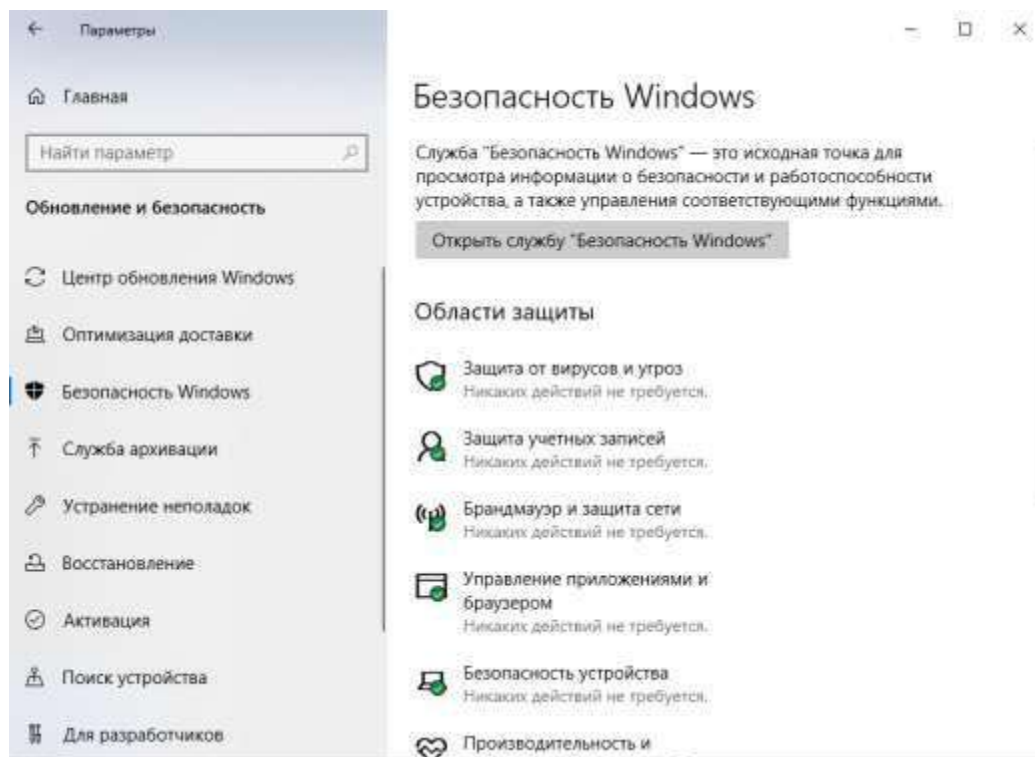 Параметры
Главная
Найти параметр
Обновление и безопасность
Центр обновления Windows
Оптимизация доставки
Безопасность Windows
Служба архивации
Устранение неполадок
Восстановление
Активация
Поиск устройства
Для разработчиков
Безопасность Windows
Служба "Безопасность Windows" — это исходная точка для
просмотра информации о безопасности и работоспособности
устройства, а также управления соответствующими функциями.
Открыть службу "Безопасность Windows"
Области защиты
Защита от вирусов и угроз
Никаких действий не требуется.
Защита учетных записей
Никаких действий не требуется.
Брандмауэр и защита сети
Никаких действий не требуется.
Управление приложениями и
браузером
Никаких действий не требуется.
Безопасность устройства
Никаких действий не требуется.
Производительность и